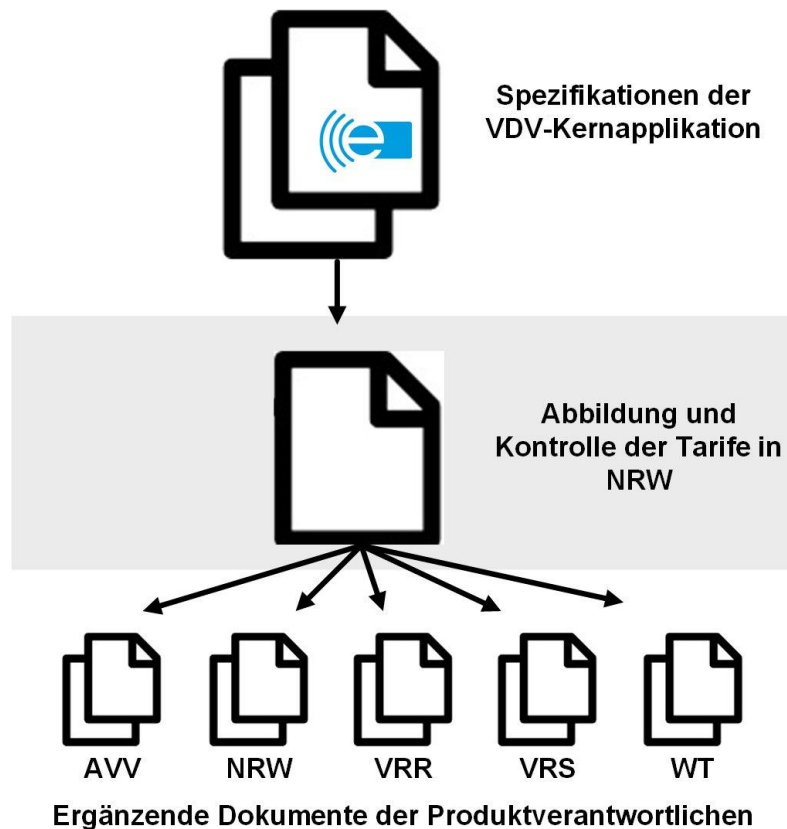 Spezifikationen der
VDV-Kernapplikation
Abbildung und
Kontrolle der Tarife in
NRW
AVV NRW VRR VRS WT
Ergänzende Dokumente der Produktverantwortlichen